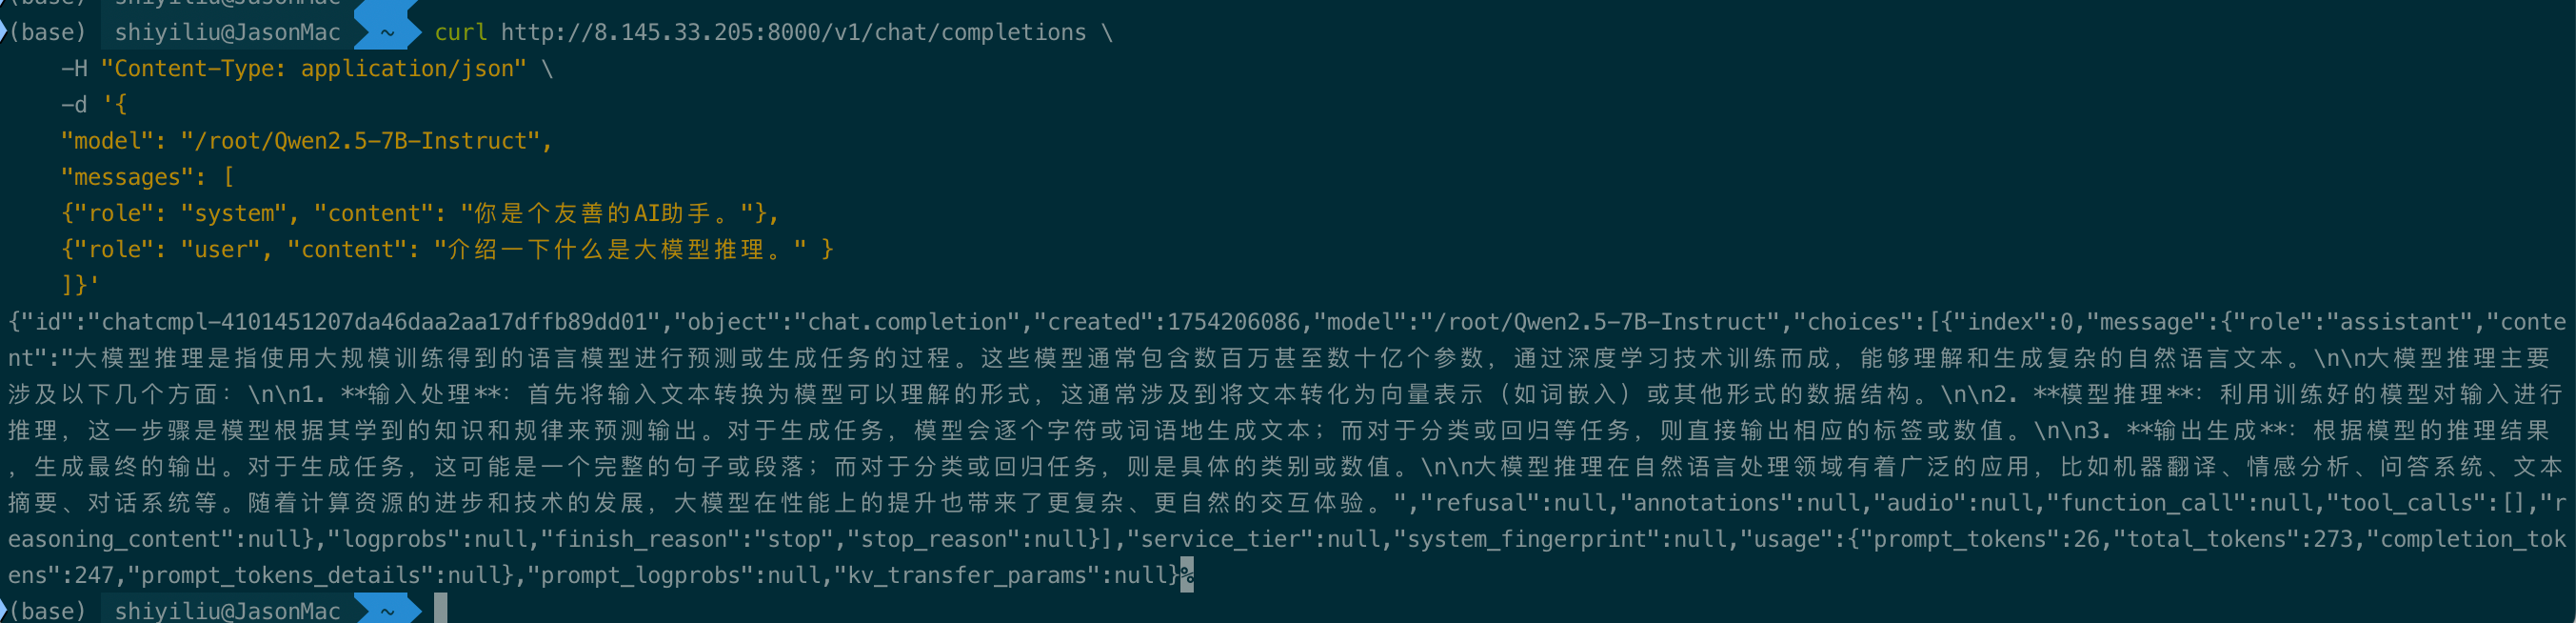 (base) shiyiliu@JasonMac ~
(base) shiyiliu@JasonMac ~ curl http://8.145.33.205:8000/v1/chat/completions \
-H "Content-Type: application/json" \
-d '{
"model": "/root/Qwen2.5-7B-Instruct",
"messages": [
{"role": "system", "content": "你是个友善的AI助手。"},
{"role": "user", "content": "介绍一下什么是大模型推理。" }
]}'
{"id":"chatcmpl-4101451207da46daa2aa17dffb89dd01","object":"chat.completion","created":1754206086,"model":"/root/Qwen2.5-7B-Instruct","choices":[{"index":0,"message":{"role":"assistant","conte
nt":"大模型推理是指使用大规模训练得到的语言模型进行预测或生成任务的过程。这些模型通常包含数百万甚至数十亿个参数，通过深度学习技术训练而成，能够理解和生成复杂的自然语言文本。\n\n大模型推理主要
涉及以下几个方面：\n\n1. **输入处理**：首先将输入文本转换为模型可以理解的形式，这通常涉及到将文本转化为向量表示（如词嵌入）或其他形式的数据结构。\n\n2. **模型推理**：利用训练好的模型对输入进行
推理，这一步骤是模型根据其学到的知识和规律来预测输出。对于生成任务，模型会逐个字符或词语地生成文本；而对于分类或回归等任务，则直接输出相应的标签或数值。\n\n3. **输出生成**：根据模型的推理结果
，生成最终的输出。对于生成任务，这可能是一个完整的句子或段落；而对于分类或回归任务，则是具体的类别或数值。\n\n大模型推理在自然语言处理领域有着广泛的应用，比如机器翻译、情感分析、问答系统、文本
摘要、对话系统等。随着计算资源的进步和技术的发展，大模型在性能上的提升也带来了更复杂、更自然的交互体验。","refusal":null,"annotations":null,"audio":null,"function_call":null,"tool_calls":[],"r
easoning_content":null},"logprobs":null,"finish_reason":"stop","stop_reason":null}],"service_tier":null,"system_fingerprint":null,"usage":{"prompt_tokens":26,"total_tokens":273,"completion_tok
ens":247,"prompt_tokens_details":null},"prompt_logprobs":null,"kv_transfer_params":null}%
(base) shiyiliu@JasonMac ~